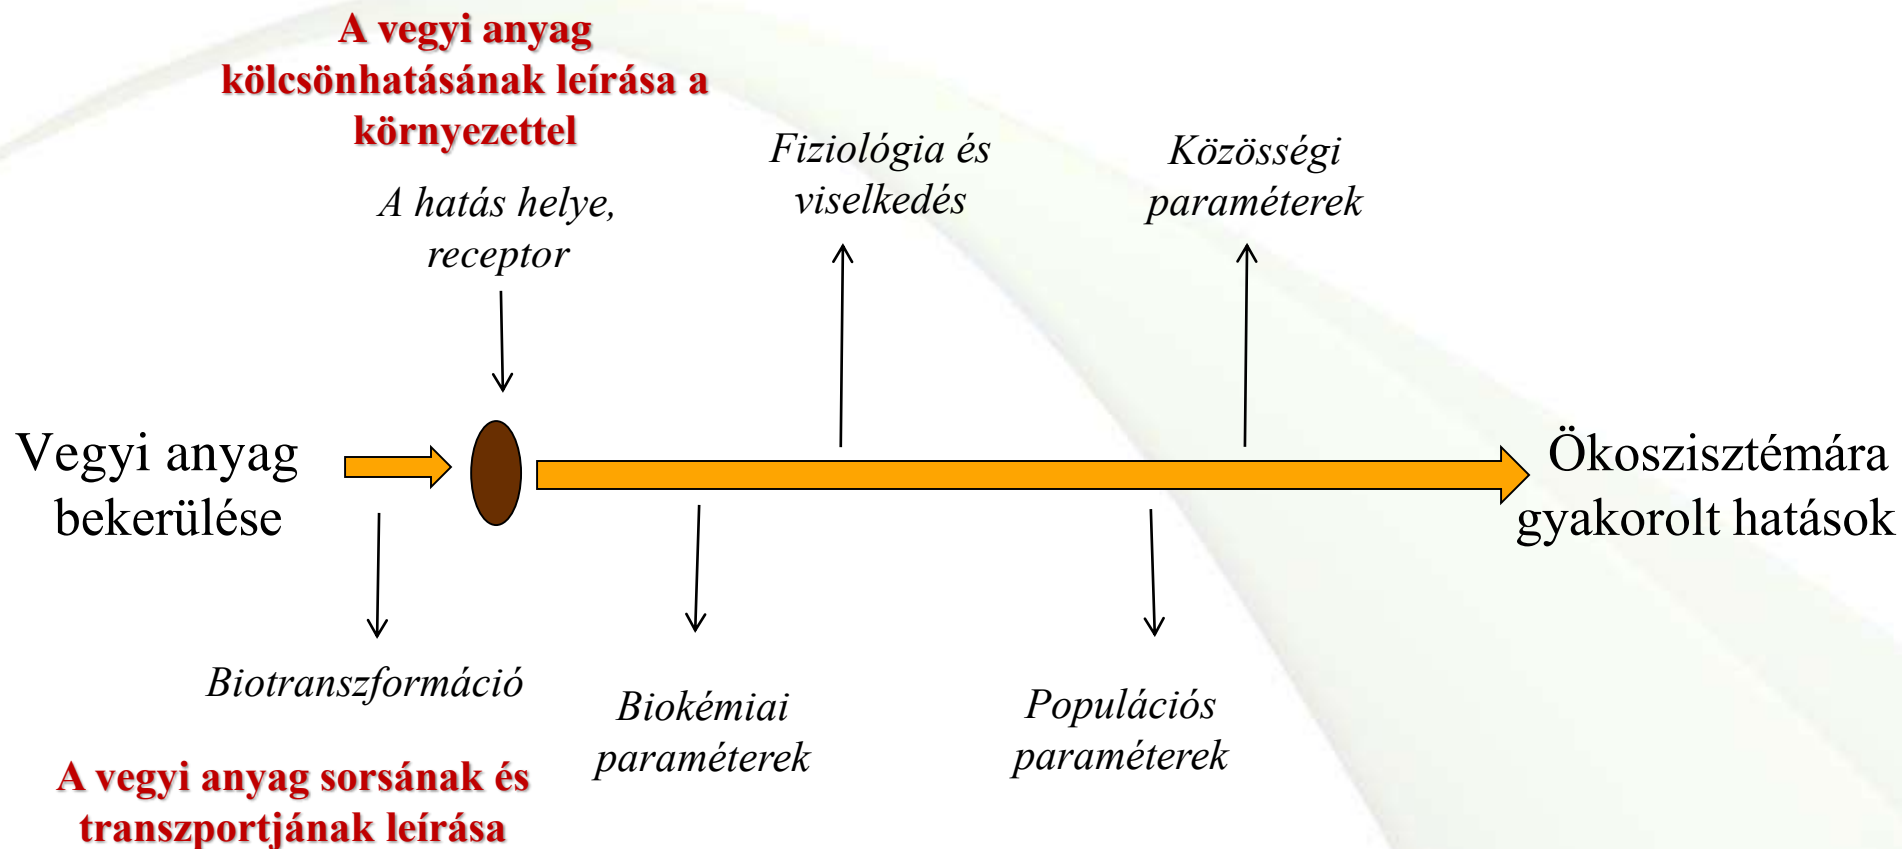 A vegyi anyag
kölcsönhatásának leírása a
környezettel
A hatás helye,
receptor
Fiziológia és
viselkedés
Közösségi
paraméterek
Vegyi anyag
bekerülése
Ökoszisztémára
gyakorolt hatások
Biotranszformáció
Biokémiai
paraméterek
Populációs
paraméterek
A vegyi anyag sorsának és
transzportjának leírása